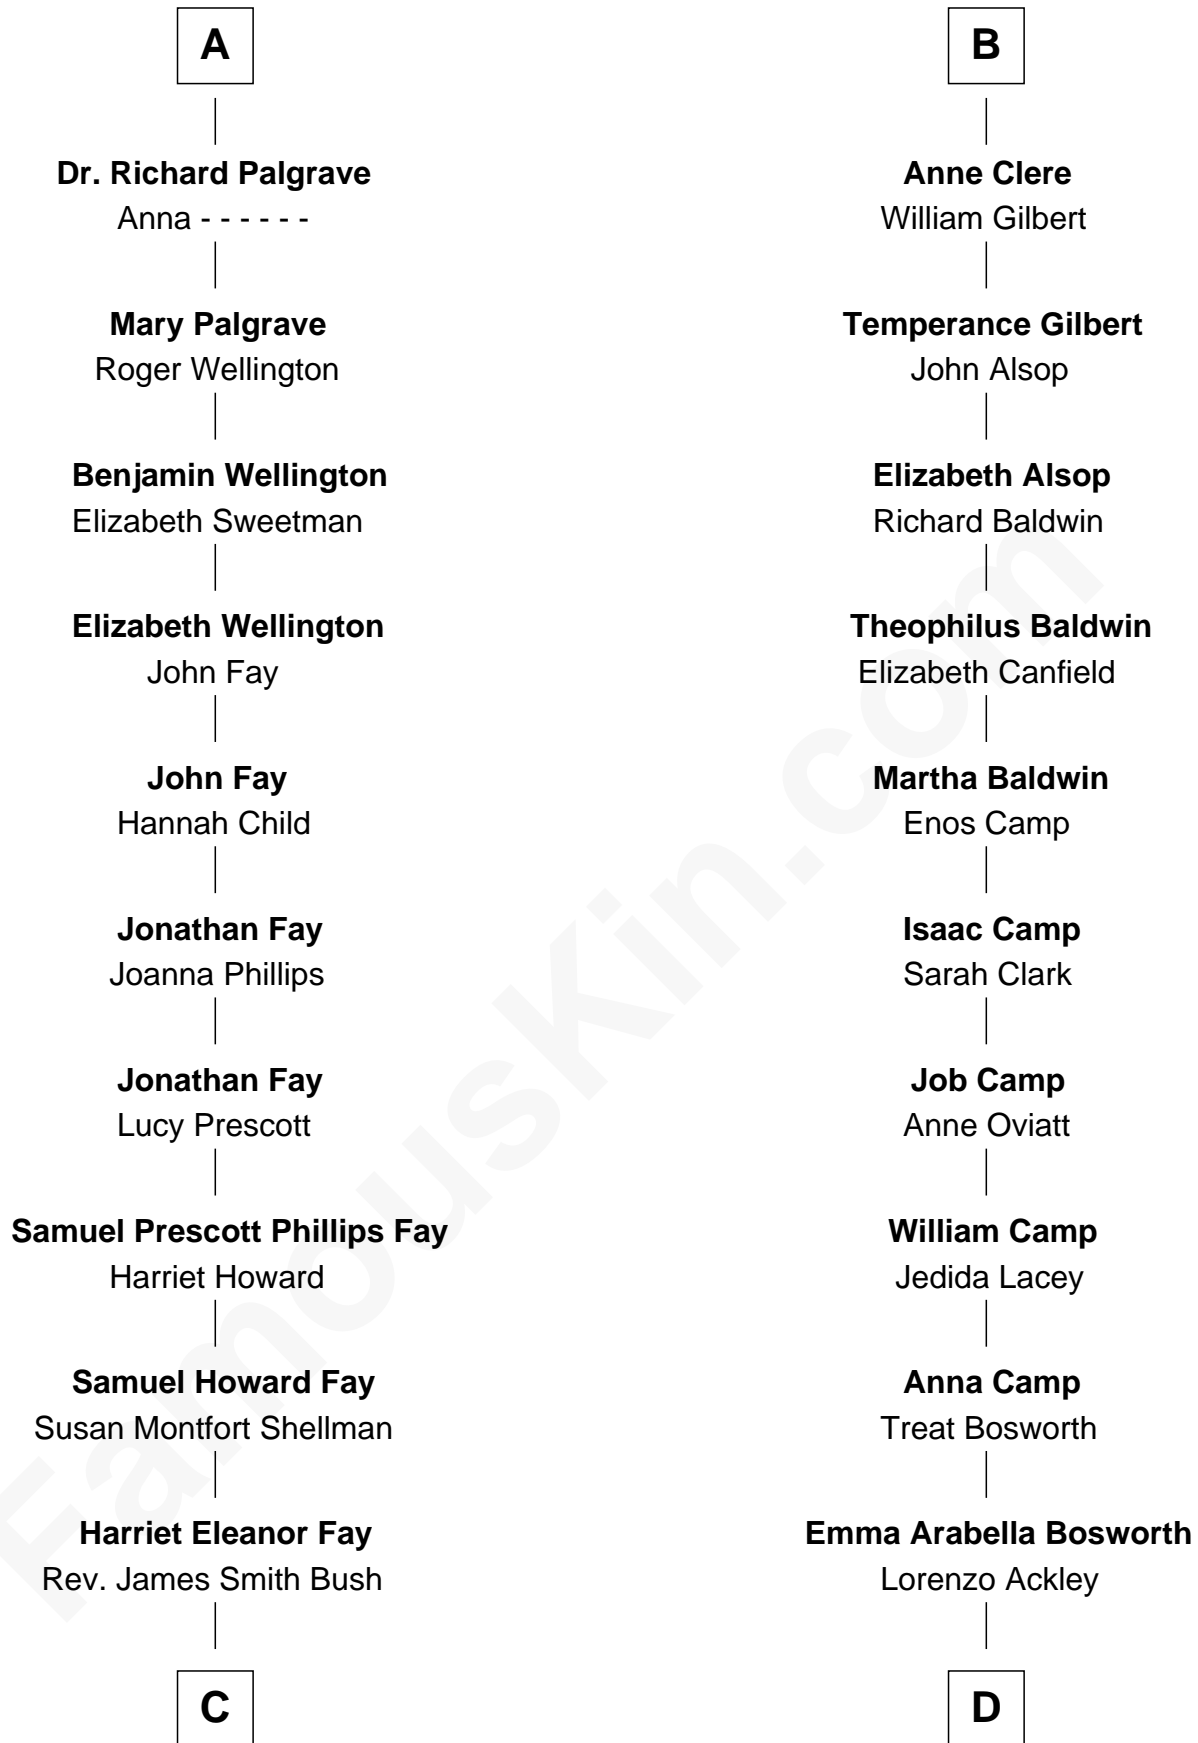 A
Dr. Richard Palgrave
Anna - - - - - -
Mary Palgrave
Roger Wellington
Benjamin Wellington
Elizabeth Sweetman
Elizabeth Wellington
John Fay
John Fay
Hannah Child
Jonathan Fay
Joanna Phillips
Jonathan Fay
Lucy Prescott
Samuel Prescott Phillips Fay
Harriet Howard
Samuel Howard Fay
Susan Montfort Shellman
Harriet Eleanor Fay
Rev. James Smith Bush
C
B
Anne Clere
William Gilbert
Temperance Gilbert
John Alsop
Elizabeth Alsop
Richard Baldwin
Theophilus Baldwin
Elizabeth Canfield
Martha Baldwin
Enos Camp
Isaac Camp
Sarah Clark
Job Camp
Anne Oviatt
William Camp
Jedida Lacey
Anna Camp
Treat Bosworth
Emma Arabella Bosworth
Lorenzo Ackley
D
FamousKin.com